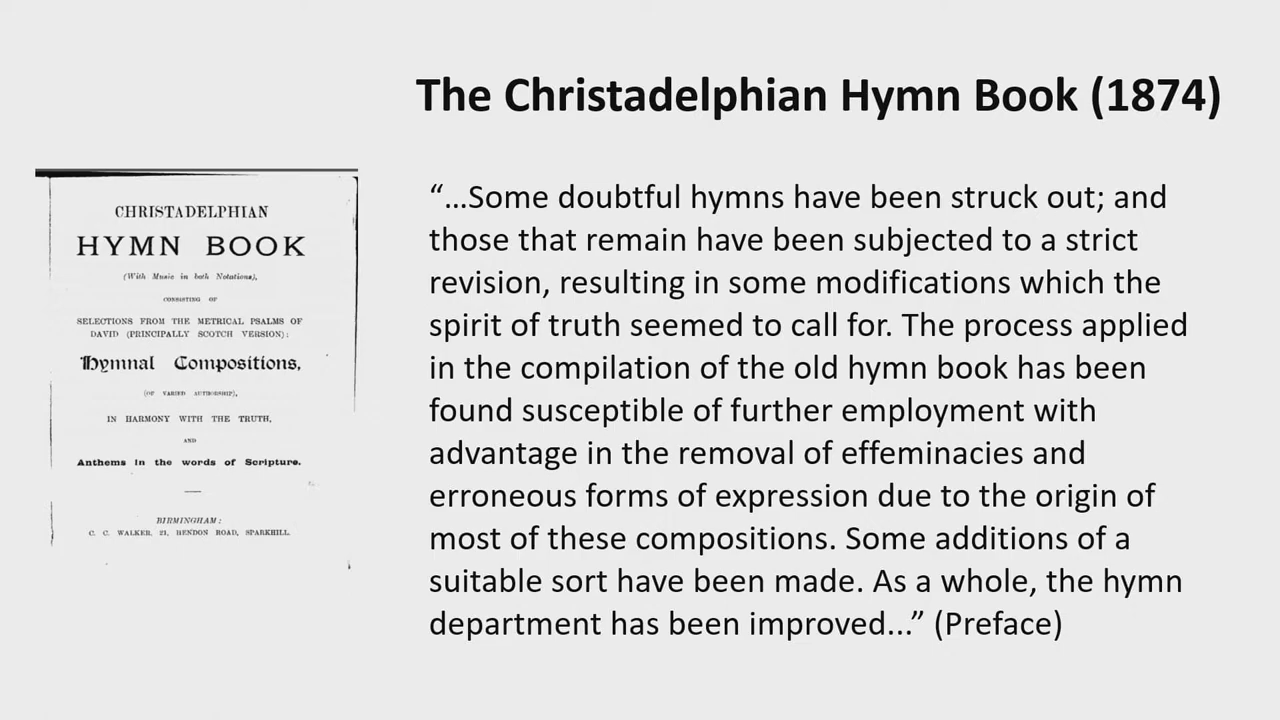 The Christadelphian Hymn Book (1874)
CHRISTADELPHIAN
HYMN BOOK
(With Music in both Notations),
CONSISTING OF
SELECTIONS FROM THE METRICAL PSALMS OF
DAVID (PRINCIPALLY SCOTCH VERSION):
Hymnal Compositions,
(OF VARIED AUTHORSHIP),
IN HARMONY WITH THE TRUTH,
AND
Anthems in the words of Scripture.
BIRMINGHAM:
C. C. WALKER, 21, HENDON ROAD, SPARKHILL.
“…Some doubtful hymns have been struck out; and
those that remain have been subjected to a strict
revision, resulting in some modifications which the
spirit of truth seemed to call for. The process applied
in the compilation of the old hymn book has been
found susceptible of further employment with
advantage in the removal of effeminacies and
erroneous forms of expression due to the origin of
most of these compositions. Some additions of a
suitable sort have been made. As a whole, the hymn
department has been improved...” (Preface)